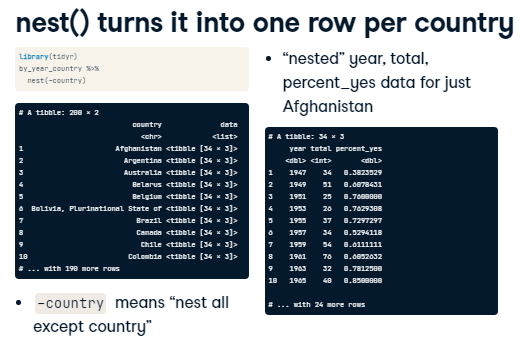 nest() turns it into one row per country
library(tidyr)
by_year_country %>%
nest(-country)
# A tibble: 200 × 2
country data
<chr> <list>
1 Afghanistan <tibble [34 × 3]>
2 Argentina <tibble [34 × 3]>
3 Australia <tibble [34 × 3]>
4 Belarus <tibble [34 × 3]>
5 Belgium <tibble [34 × 3]>
6 Bolivia, Plurinational State of <tibble [34 × 3]>
7 Brazil <tibble [34 × 3]>
8 Canada <tibble [34 × 3]>
9 Chile <tibble [34 × 3]>
10 Colombia <tibble [34 × 3]>
# ... with 190 more rows
• -country means “nest all
except country”
• “nested” year, total,
percent_yes data for just
Afghanistan
# A tibble: 34 × 3
year total percent_yes
<dbl> <int> <dbl>
1 1947 34 0.3823529
2 1949 51 0.6078431
3 1951 25 0.7600000
4 1953 26 0.7692308
5 1955 37 0.7297297
6 1957 34 0.5294118
7 1959 54 0.6111111
8 1961 76 0.6052632
9 1963 32 0.7812500
10 1965 40 0.8500000
# ... with 24 more rows